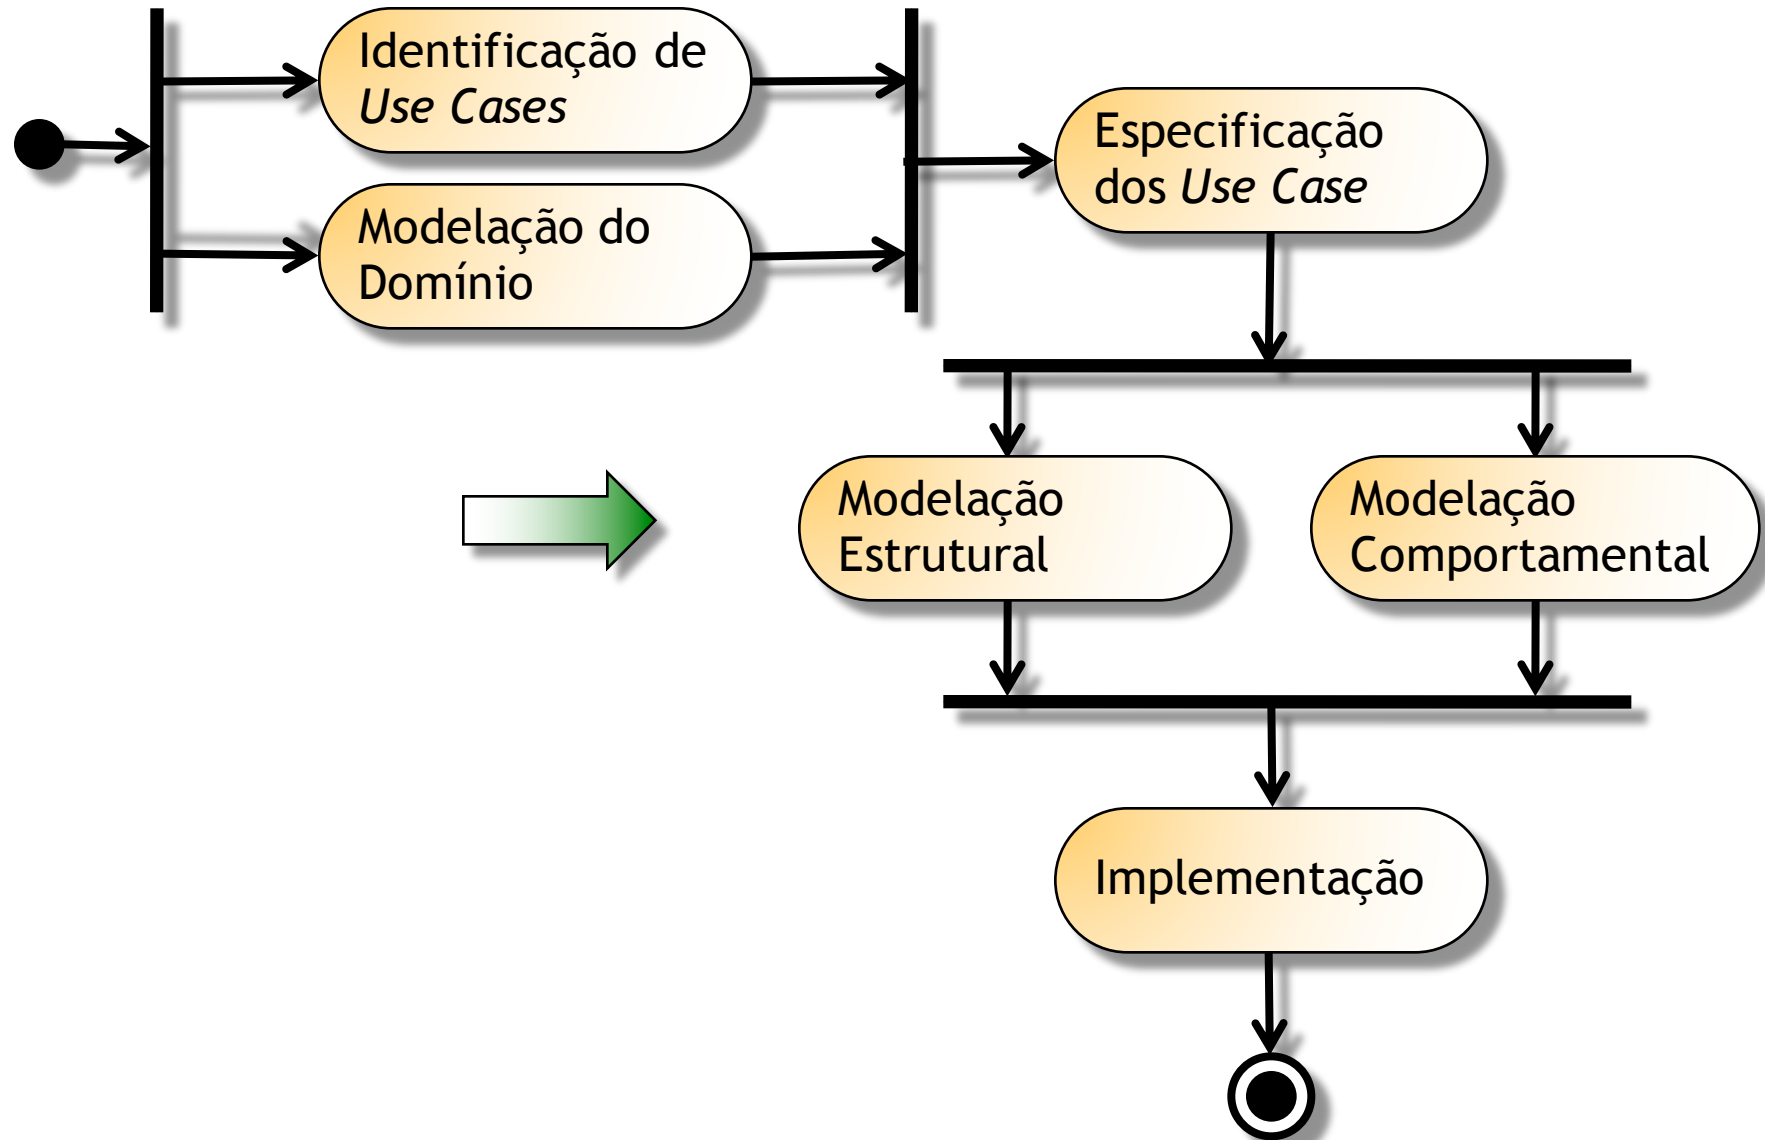 Identificação de
Use Cases
Modelação do
Domínio
Especificação
dos Use Case
Modelação
Estrutural
Modelação
Comportamental
Implementação